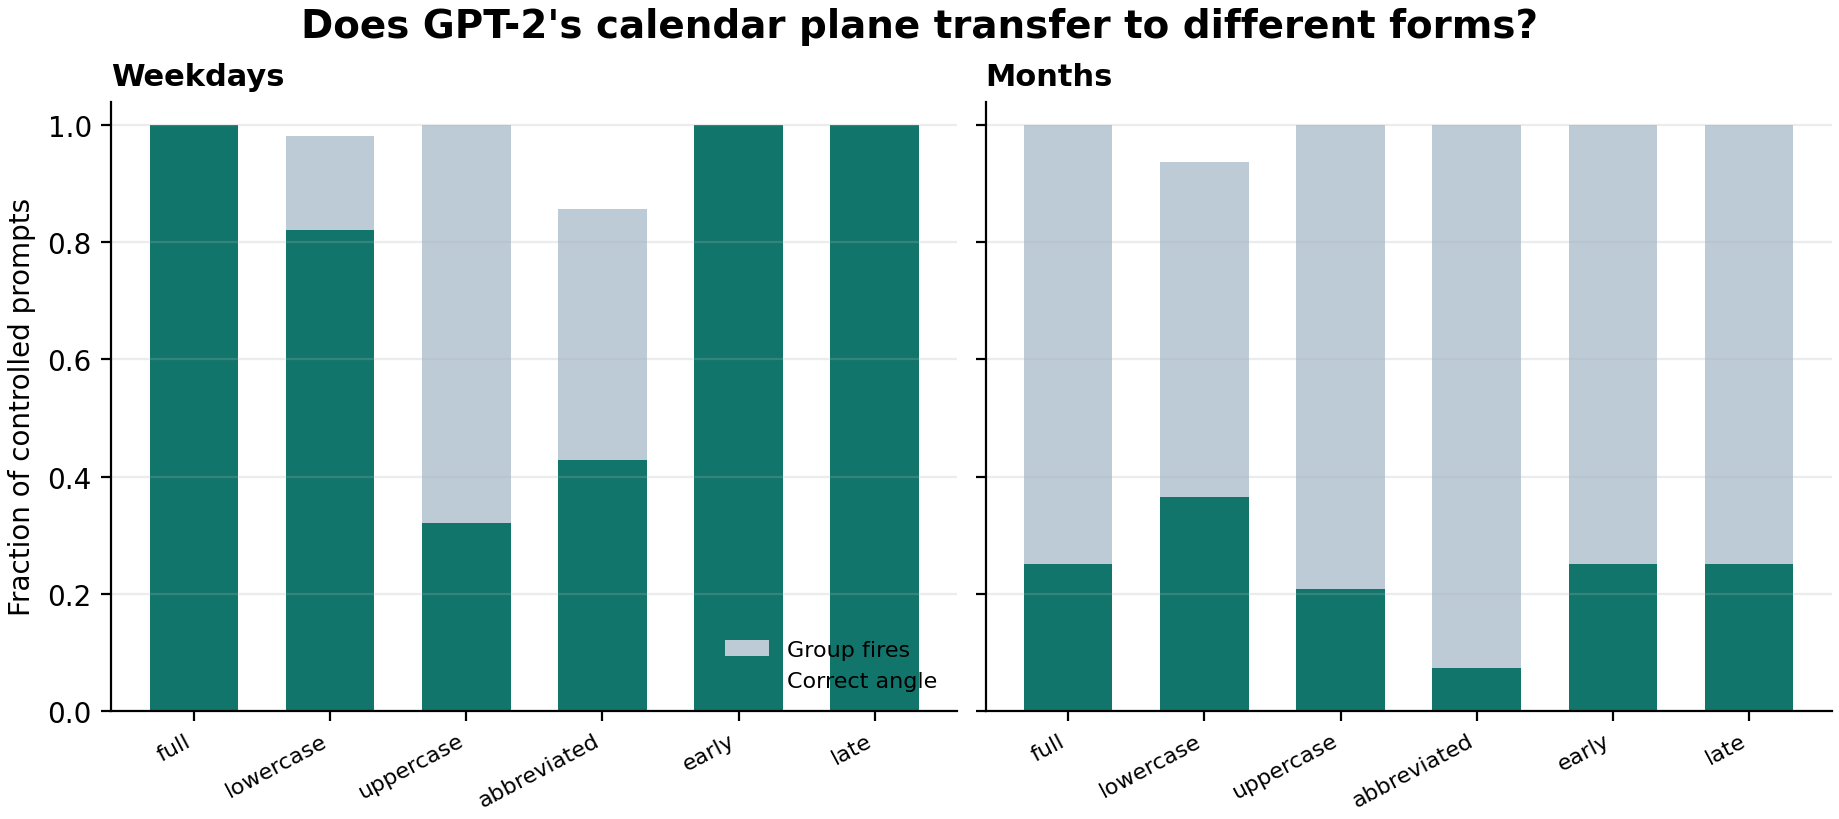 Does GPT-2's calendar plane transfer to different forms?
Weekdays
Months
Fraction of controlled prompts
1.0
0.8
0.6
0.4
0.2
0.0
Group fires
Correct angle
full
lowercase
uppercase
abbreviated
early
late
full
lowercase
uppercase
abbreviated
early
late